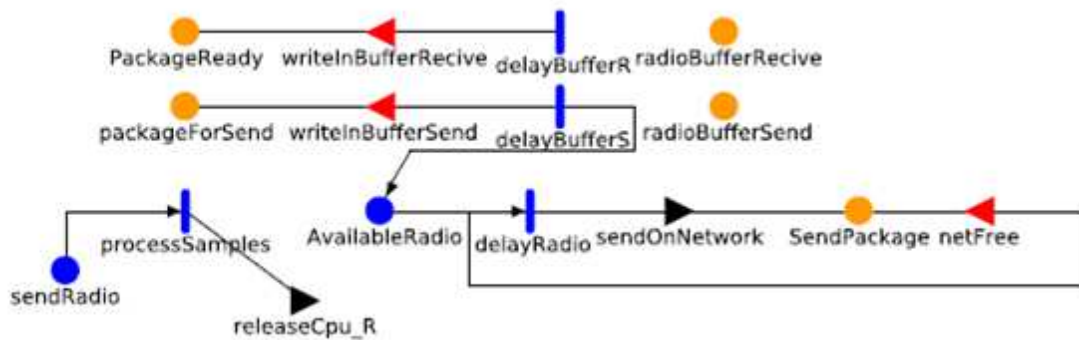 PackageReady writeInBufferRecive delayBufferR radioBufferRecive
packageForSend writeInBufferSend delayBufferS radioBufferSend
processSamples AvailableRadio delayRadio sendOnNetwork SendPackage netFree
sendRadio
releaseCpu_R